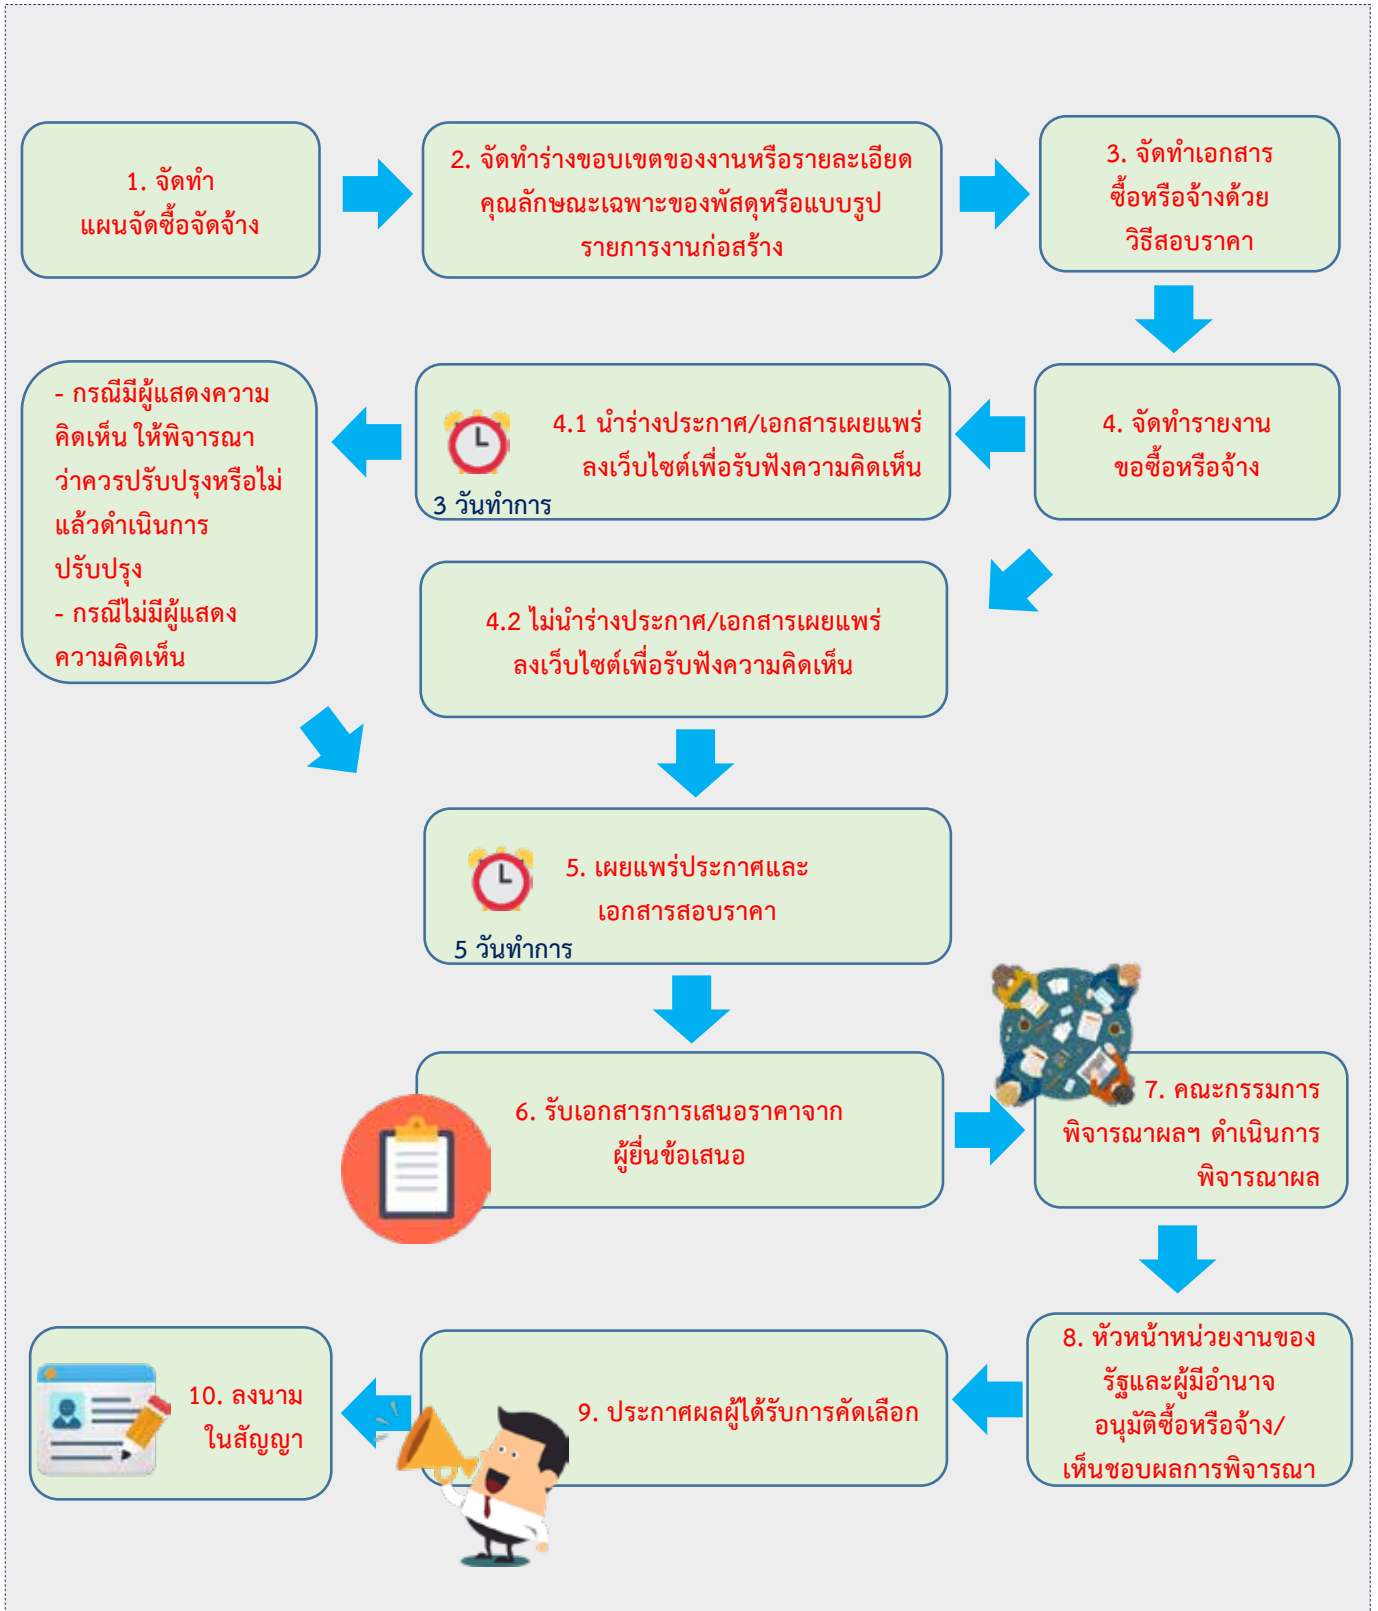 1. จัดทำ
แผนจัดซื้อจัดจ้าง
2. จัดทำร่างขอบเขตของงานหรือรายละเอียด
คุณลักษณะเฉพาะของพัสดุหรือแบบรูป
รายการงานก่อสร้าง
3. จัดทำเอกสาร
ซื้อหรือจ้างด้วย
วิธีสอบราคา
4. จัดทำรายงาน
ขอซื้อหรือจ้าง
4.1 นำร่างประกาศ/เอกสารเผยแพร่
ลงเว็บไซต์เพื่อรับฟังความคิดเห็น
3 วันทำการ
- กรณีมีผู้แสดงความ
คิดเห็น ให้พิจารณา
ว่าควรปรับปรุงหรือไม่
แล้วดำเนินการ
ปรับปรุง
- กรณีไม่มีผู้แสดง
ความคิดเห็น
4.2 ไม่นำร่างประกาศ/เอกสารเผยแพร่
ลงเว็บไซต์เพื่อรับฟังความคิดเห็น
5. เผยแพร่ประกาศและ
เอกสารสอบราคา
5 วันทำการ
6. รับเอกสารการเสนอราคาจาก
ผู้ยื่นข้อเสนอ
7. คณะกรรมการ
พิจารณาผลฯ ดำเนินการ
พิจารณาผล
8. หัวหน้าหน่วยงานของ
รัฐและผู้มีอำนาจ
อนุมัติซื้อหรือจ้าง/
เห็นชอบผลการพิจารณา
9. ประกาศผลผู้ได้รับการคัดเลือก
10. ลงนาม
ในสัญญา